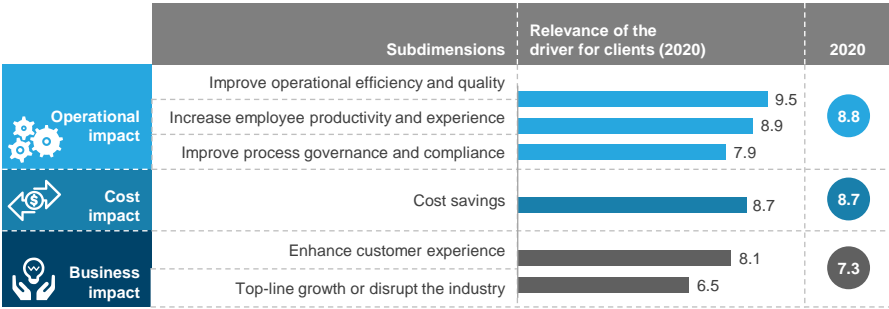 Subdimensions
Relevance of the
driver for clients (2020)
2020
Operational
impact
Improve operational efficiency and quality
9.5
Increase employee productivity and experience
8.9
Improve process governance and compliance
7.9
8.8
Cost
impact
$
Cost savings
8.7
8.7
Business
impact
Enhance customer experience
8.1
Top-line growth or disrupt the industry
6.5
7.3